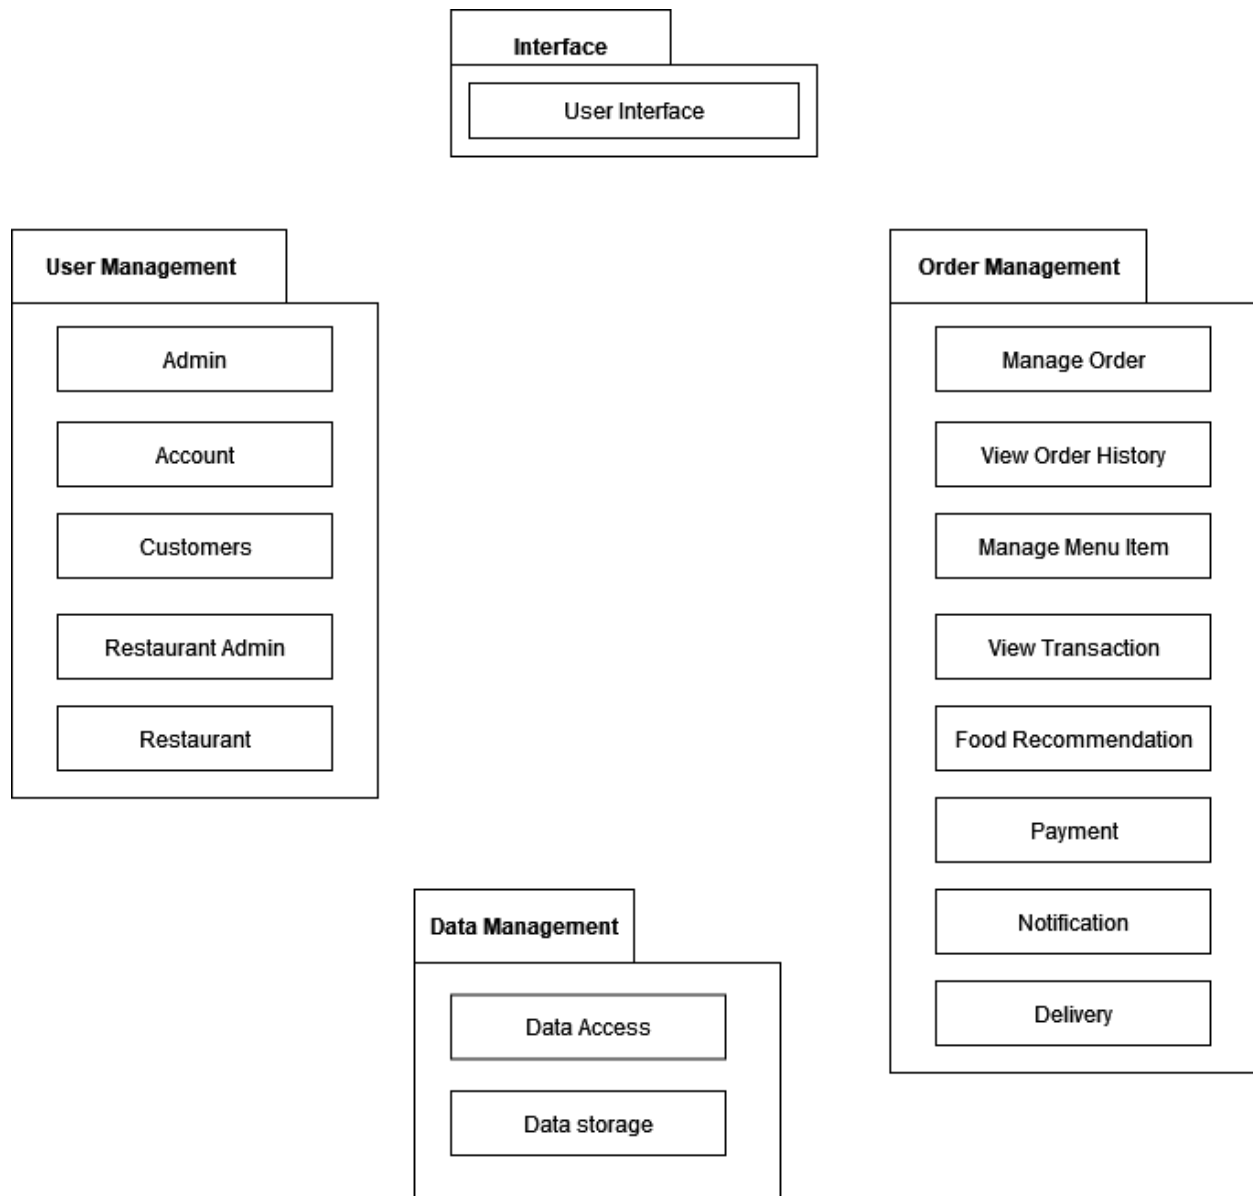 Interface
User Interface
User Management
Admin
Account
Customers
Restaurant Admin
Restaurant
Order Management
Manage Order
View Order History
Manage Menu Item
View Transaction
Food Recommendation
Payment
Notification
Delivery
Data Management
Data Access
Data storage